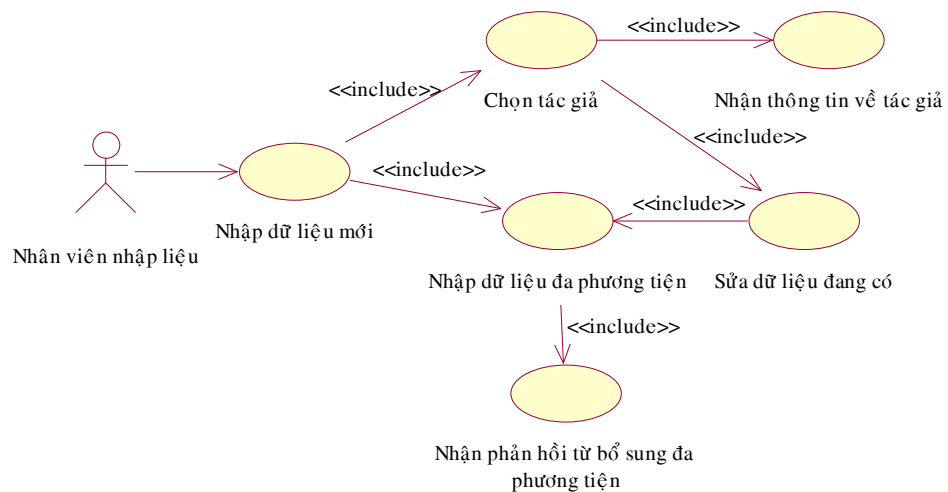 <<include>>
<<include>>
Chọn tác giả
Nhận thông tin về tác giả
<<include>>
<<include>>
<<include>>
Nhập dữ liệu mới
Nhân viên nhập liệu
Nhập dữ liệu đa phương tiện
Sửa dữ liệu đang có
<<include>>
Nhận phản hồi từ bổ sung đa
phương tiện